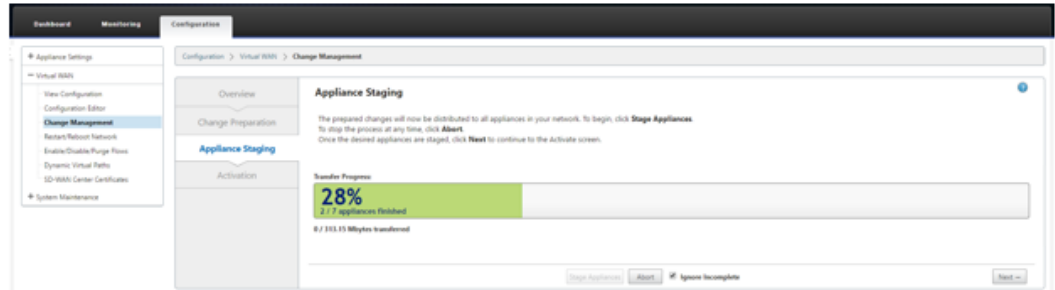 Dashboard Monitoring Configuration
+ Appliance Settings
− Virtual WAN
View Configuration
Configuration Editor
Change Management
Restart/Reboot Network
Enable/Disable/Purge Flows
Dynamic Virtual Paths
SD-WAN Center Certificates
+ System Maintenance
Configuration > Virtual WAN > Change Management
Overview
Change Preparation
Appliance Staging
Activation
Appliance Staging
?
The prepared changes will now be distributed to all appliances in your network. To begin, click Stage Appliances.
To stop the process at any time, click Abort.
Once the desired appliances are staged, click Next to continue to the Activate screen.
Transfer Progress:
28%
2 / 7 appliances finished
0 / 393.15 Mbytes transferred
Stage Appliances Abort Ignore Incomplete Next